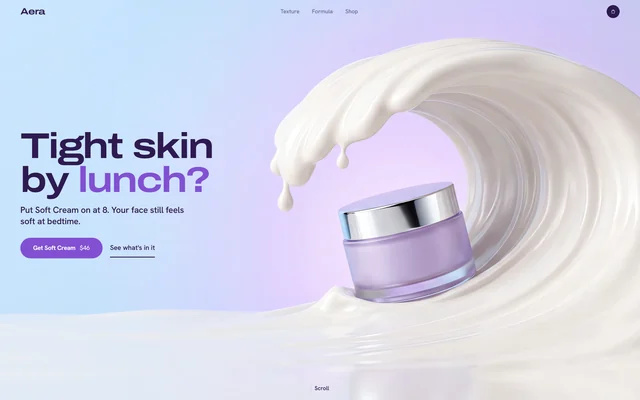 Aera
Texture
Formula
Shop
Tight skin
by lunch?
Put Soft Cream on at 8. Your face still feels
soft at bedtime.
Get Soft Cream $46
See what's in it
Scroll